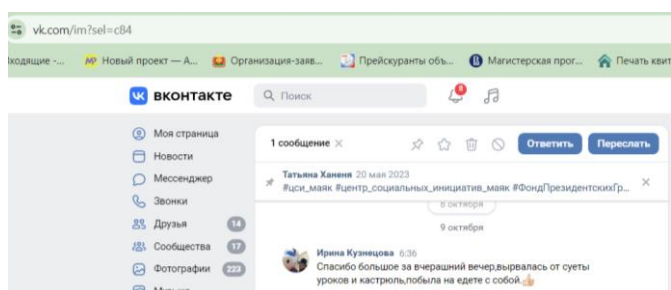 vk.com/im?sel=c84
ходящие -...
МР Новый проект — А...
Организация-заяв...
Прейскуранты объ...
Магистерская прог...
Печать квит
вконтакте
Поиск
8
Моя страница
1 сообщение
Ответить
Переслать
Новости
Мессенджер
Татьяна Ханеня 20 мая 2023
#цси_маяк #центр_социальных_инициатив_маяк #ФондПрезидентскихГр...
Звонки
8 октября
Друзья 14
9 октября
Сообщества 17
Ирина Кузнецова 6:36
Фотографии 223
Спасибо большое за вчерашний вечер,вырвалась от суеты
уроков и кастрюль,побыла на едете с собой.